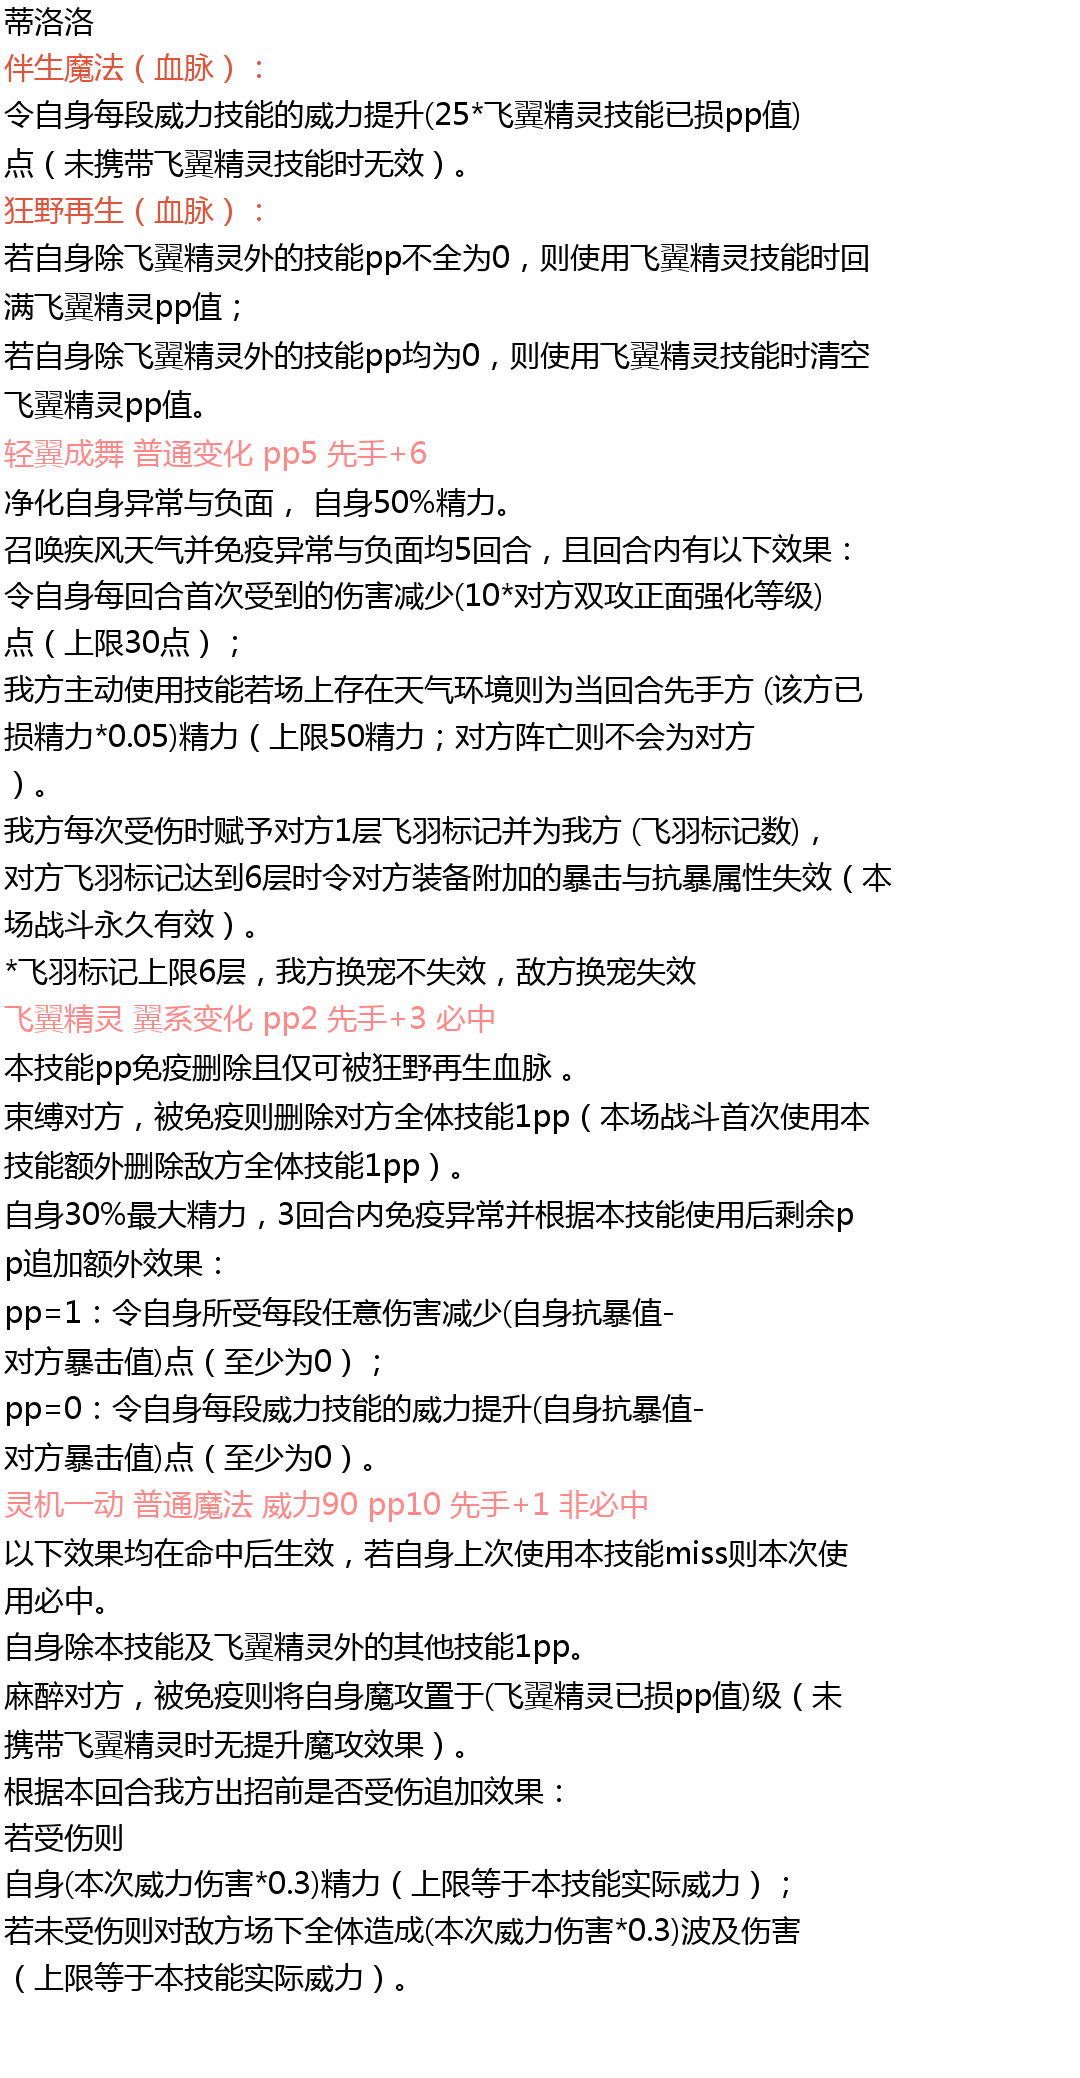 蒂洛洛
伴生魔法（血脉）：
令自身每段威力技能的威力提升(25*飞翼精灵技能已损pp值)
点（未携带飞翼精灵技能时无效）。
狂野再生（血脉）：
若自身除飞翼精灵外的技能pp不全为0，则使用飞翼精灵技能时回
满飞翼精灵pp值；
若自身除飞翼精灵外的技能pp均为0，则使用飞翼精灵技能时清空
飞翼精灵pp值。
轻翼成舞 普通变化 pp5 先手+6
净化自身异常与负面， 自身50%精力。
召唤疾风天气并免疫异常与负面均5回合，且回合内有以下效果：
令自身每回合首次受到的伤害减少(10*对方双攻正面强化等级)
点（上限30点）；
我方主动使用技能若场上存在天气环境则为当回合先手方 (该方已
损精力*0.05)精力（上限50精力；对方阵亡则不会为对方
）。
我方每次受伤时赋予对方1层飞羽标记并为我方 (飞羽标记数)，
对方飞羽标记达到6层时令对方装备附加的暴击与抗暴属性失效（本
场战斗永久有效）。
*飞羽标记上限6层，我方换宠不失效，敌方换宠失效
飞翼精灵 翼系变化 pp2 先手+3 必中
本技能pp免疫删除且仅可被狂野再生血脉 。
束缚对方，被免疫则删除对方全体技能1pp（本场战斗首次使用本
技能额外删除敌方全体技能1pp）。
自身30%最大精力，3回合内免疫异常并根据本技能使用后剩余p
p追加额外效果：
pp=1：令自身所受每段任意伤害减少(自身抗暴值-
对方暴击值)点（至少为0）；
pp=0：令自身每段威力技能的威力提升(自身抗暴值-
对方暴击值)点（至少为0）。
灵机一动 普通魔法 威力90 pp10 先手+1 非必中
以下效果均在命中后生效，若自身上次使用本技能miss则本次使
用必中。
自身除本技能及飞翼精灵外的其他技能1pp。
麻醉对方，被免疫则将自身魔攻置于(飞翼精灵已损pp值)级（未
携带飞翼精灵时无提升魔攻效果）。
根据本回合我方出招前是否受伤追加效果：
若受伤则
自身(本次威力伤害*0.3)精力（上限等于本技能实际威力）；
若未受伤则对敌方场下全体造成(本次威力伤害*0.3)波及伤害
（上限等于本技能实际威力）。